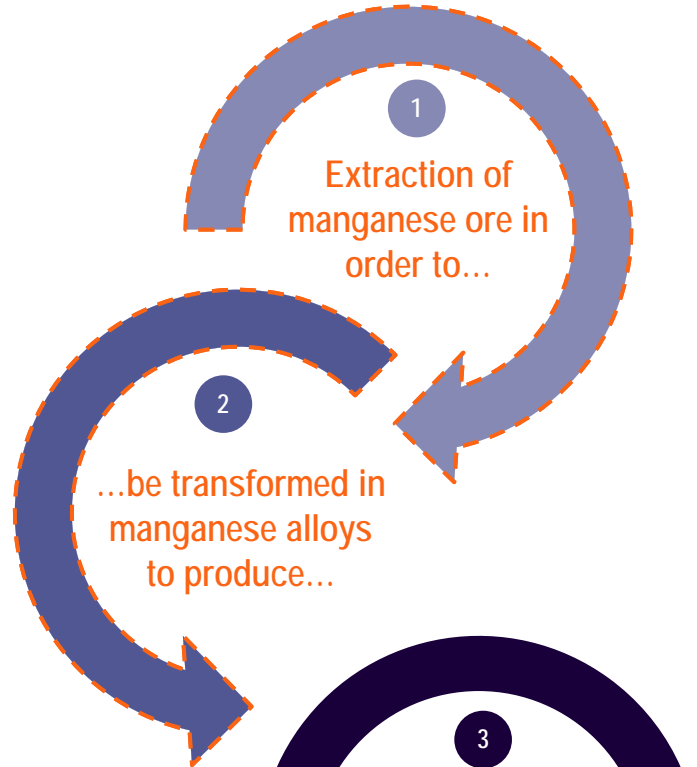 1
Extraction of
manganese ore in
order to…
2
…be transformed in
manganese alloys
to produce…
3